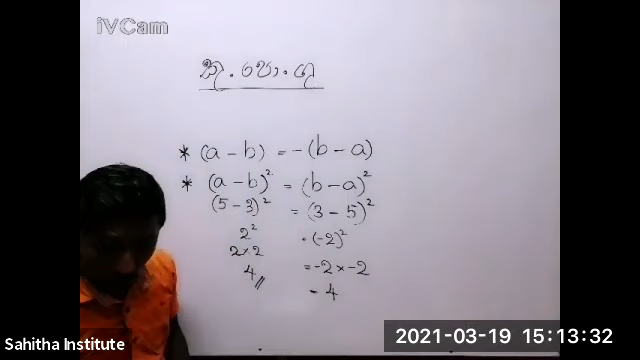 iVCam
කු.පො.ගු
* (a - b) = -(b - a)
* (a - b)² = (b - a)²
(5 - 3)² = (3 - 5)²
2² = (-2)²
2 × 2 = -2 × -2
4 = 4
Sahitha Institute
2021-03-19 15:13:32